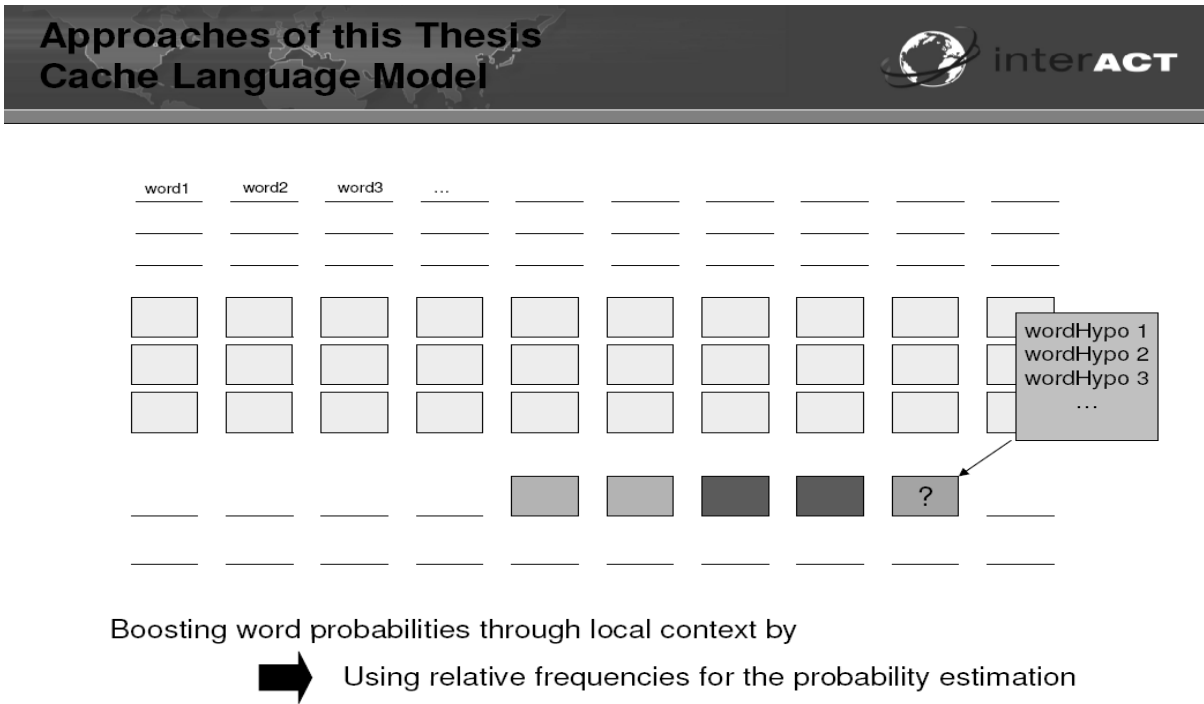 Approaches of this Thesis
Cache Language Model
interACT
word1 word2 word3 ...
wordHypo 1
wordHypo 2
wordHypo 3
...
?
Boosting word probabilities through local context by
Using relative frequencies for the probability estimation